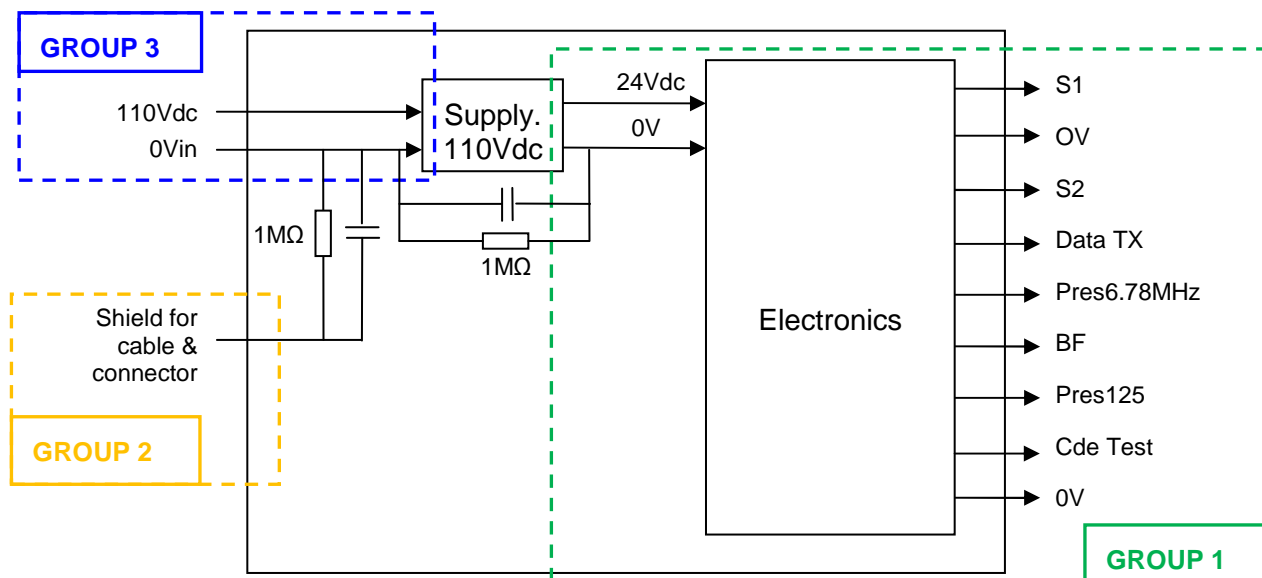 GROUP 3
110Vdc
0Vin
Supply.
110Vdc
24Vdc
0V
1MΩ
1MΩ
Shield for
cable &
connector
GROUP 2
Electronics
S1
OV
S2
Data TX
Pres6.78MHz
BF
Pres125
Cde Test
0V
GROUP 1